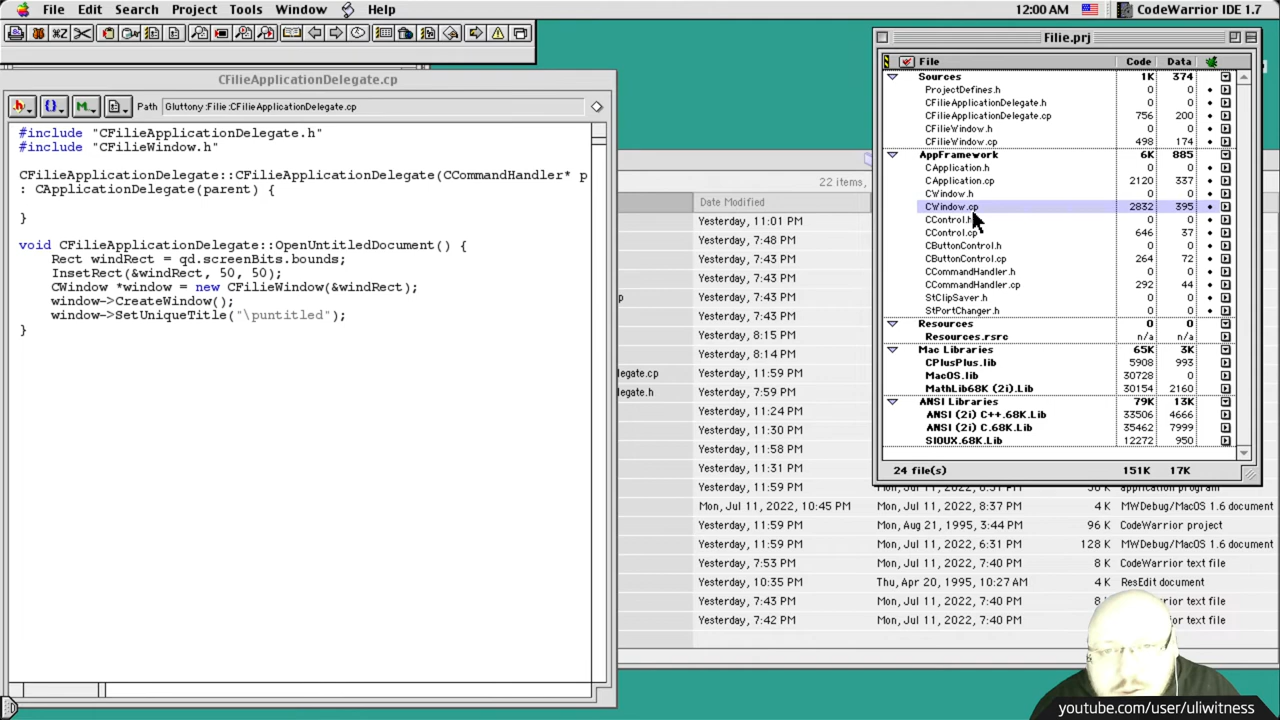 File Edit Search Project Tools Window Help 12:00 AM CodeWarrior IDE 1.7
CFilieApplicationDelegate.cp
Path Gluttony:Filie:CFilieApplicationDelegate.cp
#include "CFilieApplicationDelegate.h"
#include "CFilieWindow.h"
CFilieApplicationDelegate::CFilieApplicationDelegate(CCommandHandler* p
: CApplicationDelegate(parent) {
}
void CFilieApplicationDelegate::OpenUntitledDocument() {
Rect windRect = qd.screenBits.bounds;
InsetRect(&windRect, 50, 50);
CWindow *window = new CFilieWindow(&windRect);
window->CreateWindow();
window->SetUniqueTitle("\puntitled");
}
22 items,
Date Modified
Yesterday, 11:01 PM
Yesterday, 7:48 PM
Yesterday, 7:43 PM
Yesterday, 7:43 PM
p Yesterday, 7:43 PM
Yesterday, 7:43 PM
Yesterday, 8:15 PM
Yesterday, 8:14 PM
legate.cp Yesterday, 11:59 PM
legate.h Yesterday, 7:59 PM
Yesterday, 11:24 PM
Yesterday, 11:30 PM
Yesterday, 11:58 PM
Yesterday, 11:31 PM
Yesterday, 11:59 PM
Mon, Jul 11, 2022, 10:45 PM Mon, Jul 11, 2022, 8:37 PM 4 K MWDebug/MacOS 1.6 document
Yesterday, 11:59 PM Mon, Aug 21, 1995, 3:44 PM 96 K CodeWarrior project
Yesterday, 11:59 PM Mon, Jul 11, 2022, 6:31 PM 128 K MWDebug/MacOS 1.6 document
Yesterday, 7:53 PM Mon, Jul 11, 2022, 7:40 PM 8 K CodeWarrior text file
Yesterday, 10:35 PM Thu, Apr 20, 1995, 10:27 AM 4 K ResEdit document
Yesterday, 7:43 PM Mon, Jul 11, 2022, 7:40 PM 8 rrior text file
Yesterday, 7:42 PM Mon, Jul 11, 2022, 7:40 PM rrior text file
Filie.prj
File Code Data
Sources 1K 374
ProjectDefines.h 0 0
CFilieApplicationDelegate.h 0 0
CFilieApplicationDelegate.cp 756 200
CFilieWindow.h 0 0
CFilieWindow.cp 498 174
AppFramework 6K 885
CApplication.h 0 0
CApplication.cp 2120 337
CWindow.h 0 0
CWindow.cp 2832 395
CControl.h 0 0
CControl.cp 646 37
CButtonControl.h 0 0
CButtonControl.cp 264 72
CCommandHandler.h 0 0
CCommandHandler.cp 292 44
StClipSaver.h 0 0
StPortChanger.h 0 0
Resources 0 0
Resources.rsrc n/a n/a
Mac Libraries 65K 3K
CPlusPlus.lib 5908 993
MacOS.lib 30728 0
MathLib68K (2i).Lib 30154 2160
ANSI Libraries 79K 13K
ANSI (2i) C++.68K.Lib 33506 4666
ANSI (2i) C.68K.Lib 35462 7999
SIOUX.68K.Lib 12272 950
24 file(s) 151K 17K
youtube.com/user/uliwitness